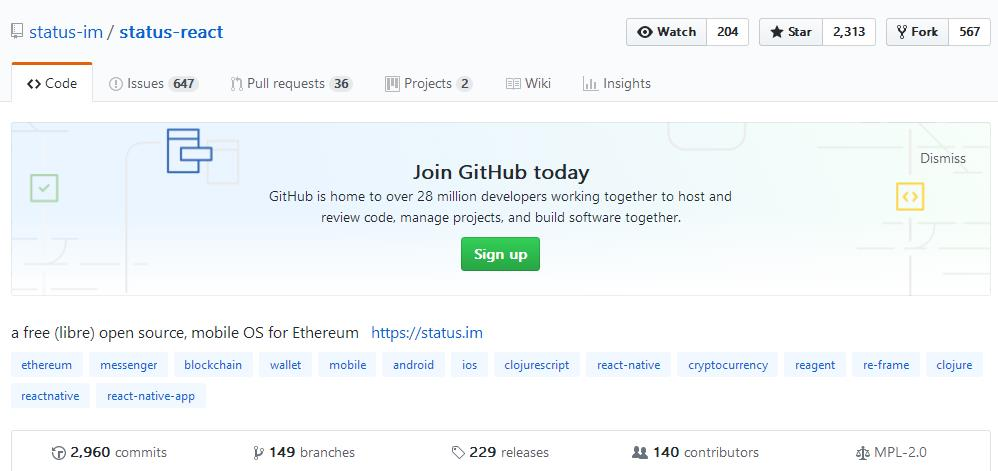 status-im / status-react Watch 204 Star 2,313 Fork 567
Code Issues 647 Pull requests 36 Projects 2 Wiki Insights
Dismiss
Join GitHub today
GitHub is home to over 28 million developers working together to host and
review code, manage projects, and build software together.
Sign up
a free (libre) open source, mobile OS for Ethereum https://status.im
ethereum messenger blockchain wallet mobile android ios clojurescript react-native cryptocurrency reagent re-frame clojure
reactnative react-native-app
2,960 commits 149 branches 229 releases 140 contributors MPL-2.0